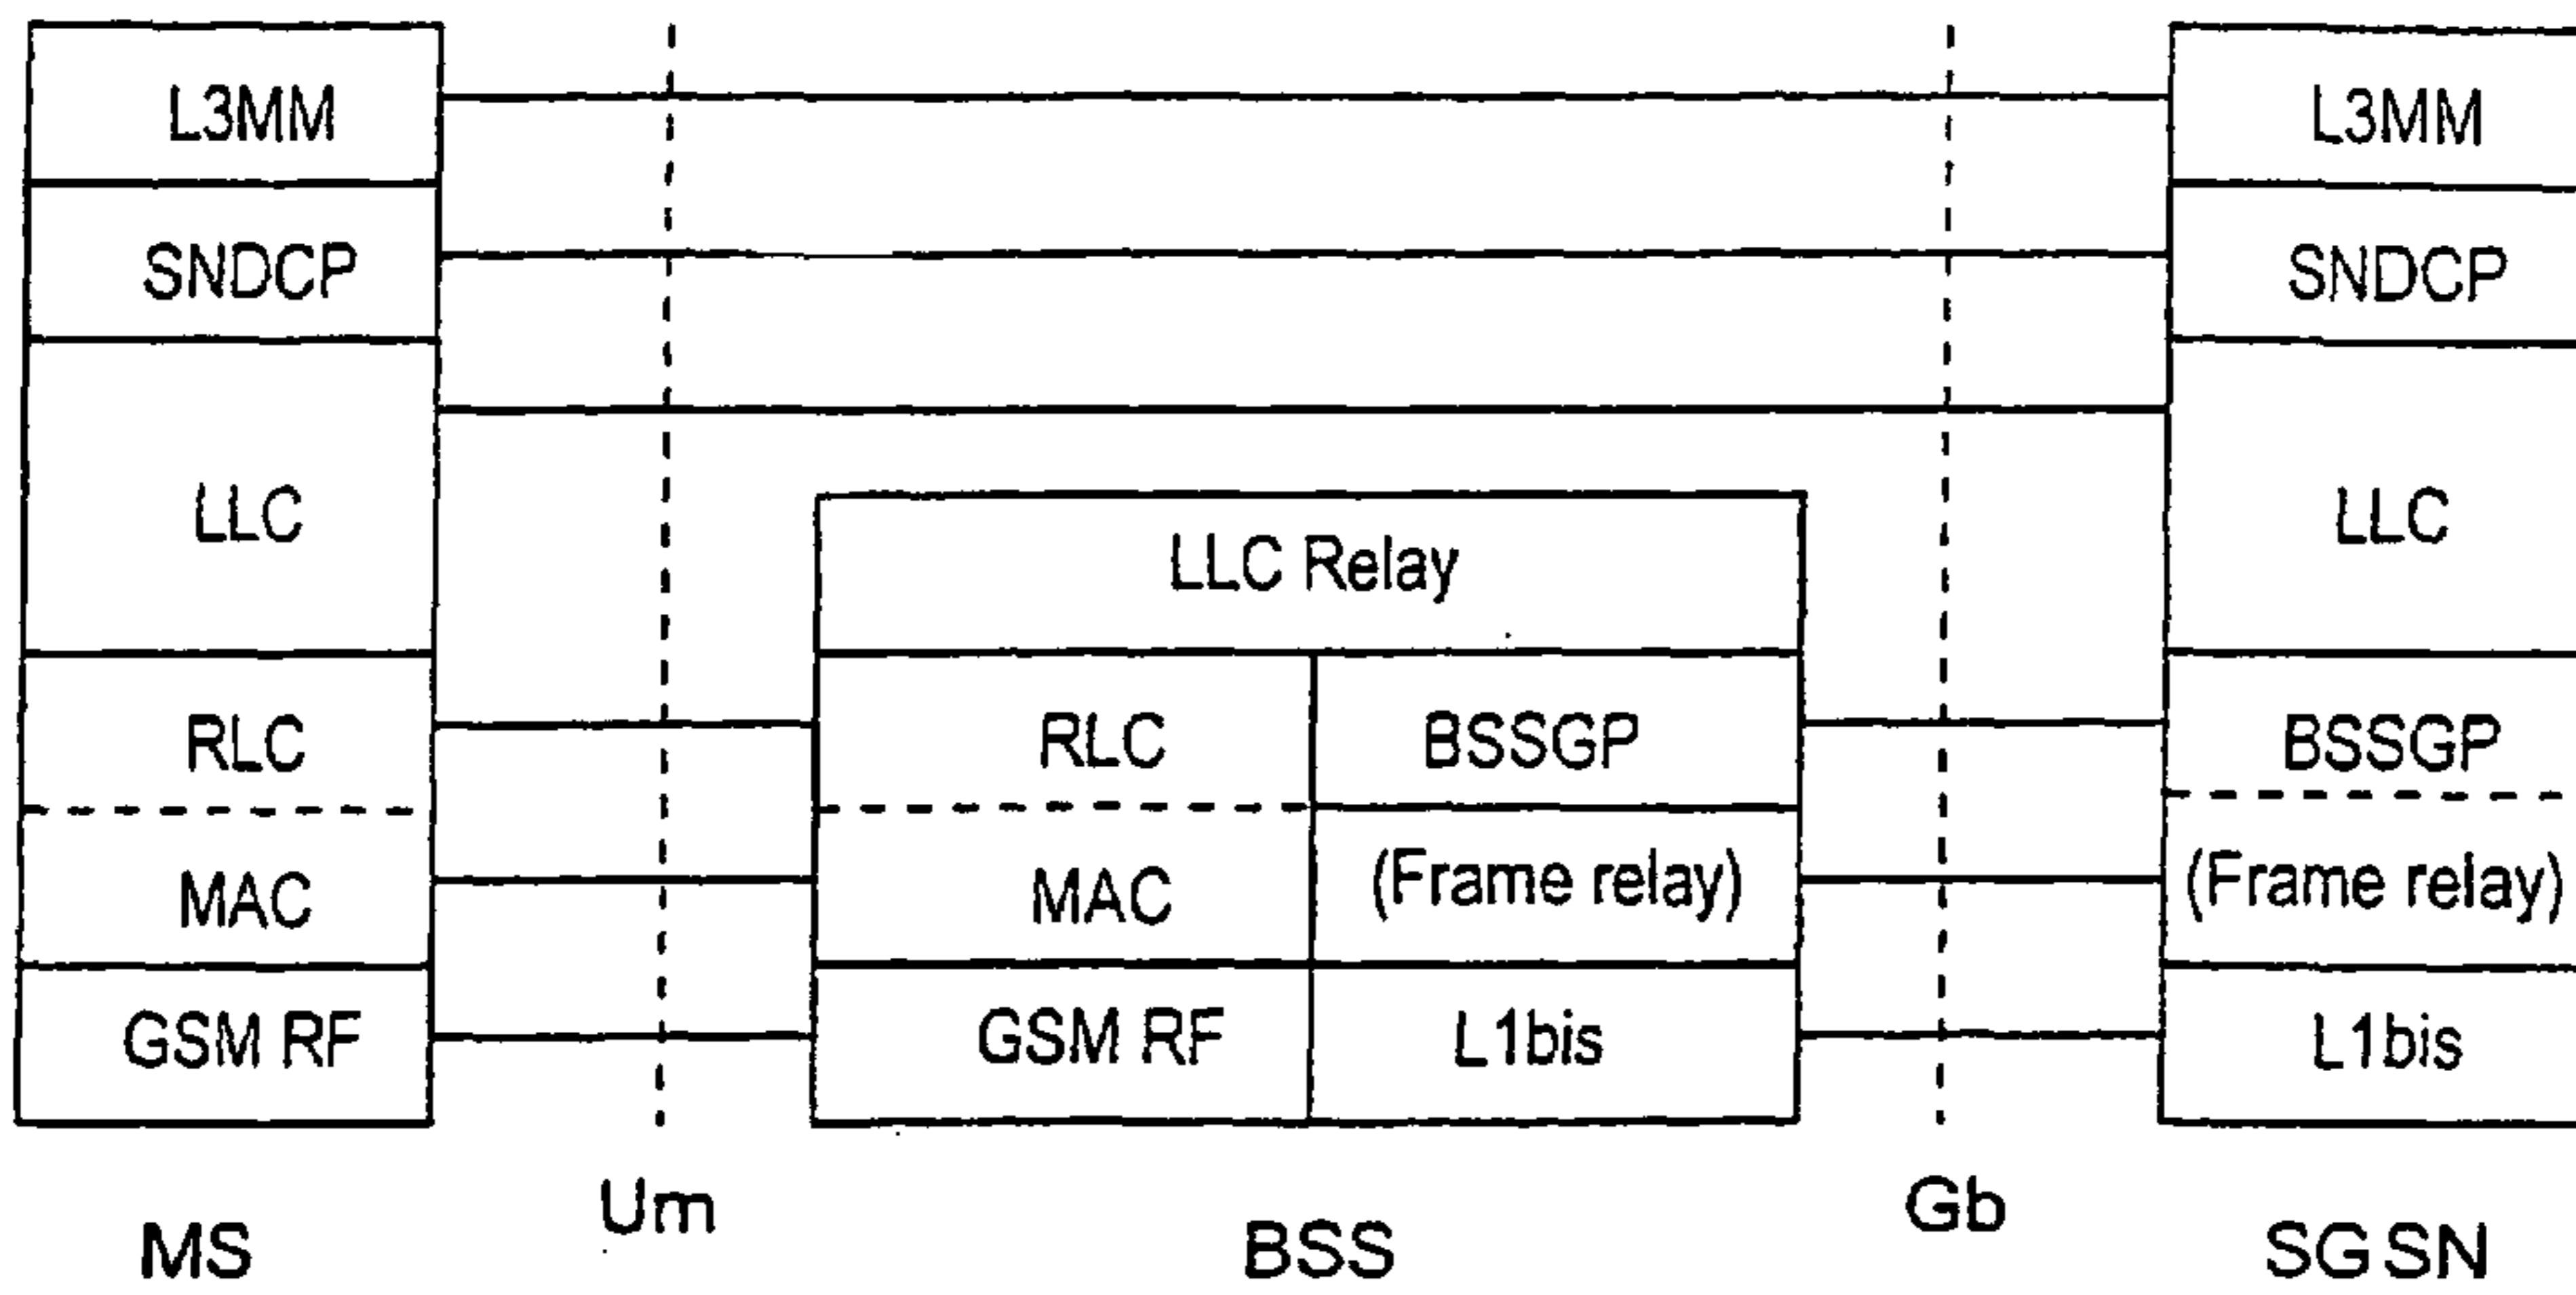 L3MM
L3MM
SNDCP
SNDCP
LLC
LLC
LLC Relay
RLC
RLC
BSSGP
BSSGP
MAC
MAC
(Frame relay)
(Frame relay)
GSM RF
GSM RF
L1bis
L1bis
Um
Gb
MS
BSS
SGSN